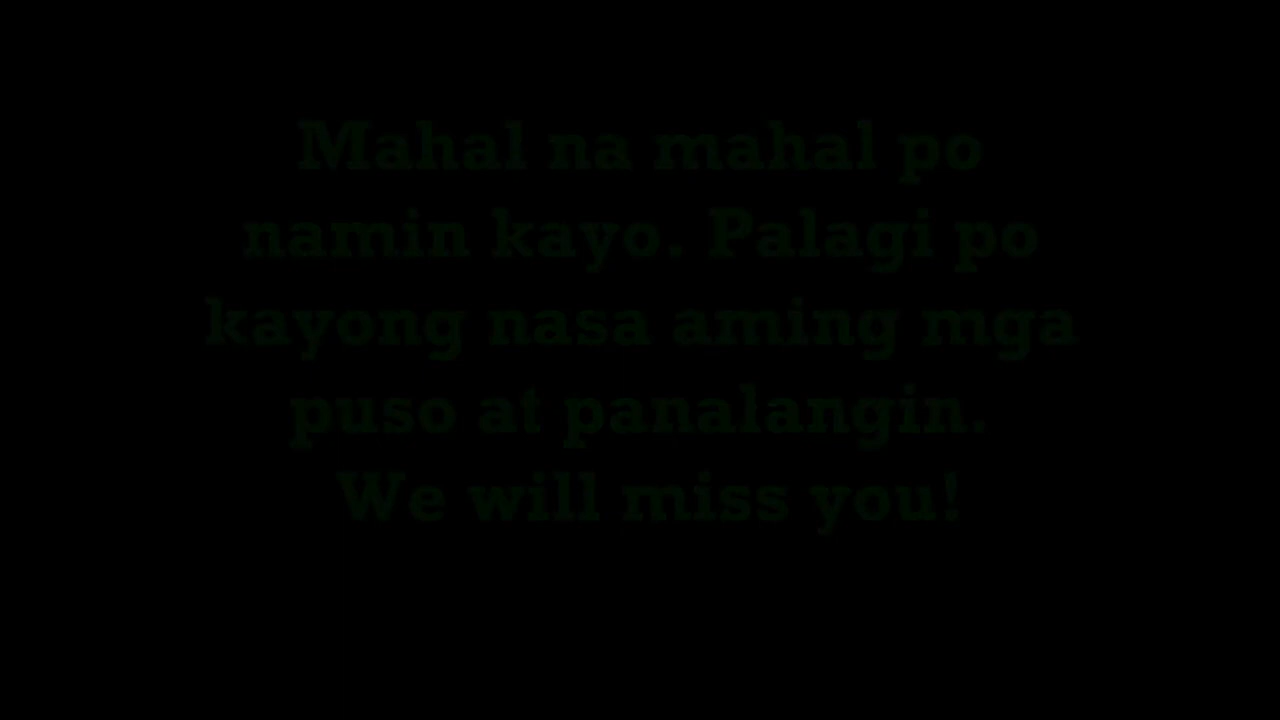 Mahal na mahal po
namin kayo. Palagi po
kayong nasa aming mga
puso at panalangin.
We will miss you!